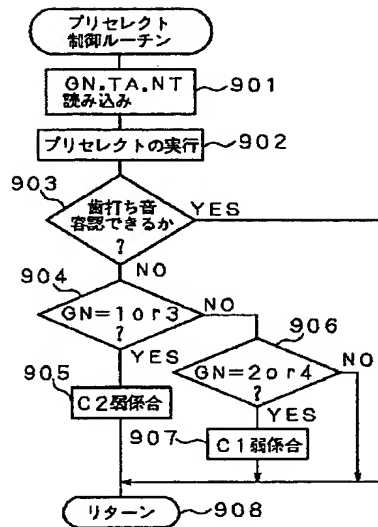 プリセレクト
制御ルーチン
GN.TA.NT
読み込み
901
プリセレクトの実行
902
903
歯打ち音
容認できるか
?
YES
NO
904
GN=1or3
?
NO
YES
906
GN=2or4
?
NO
YES
905
C2弱係合
907
C1弱係合
リターン
908